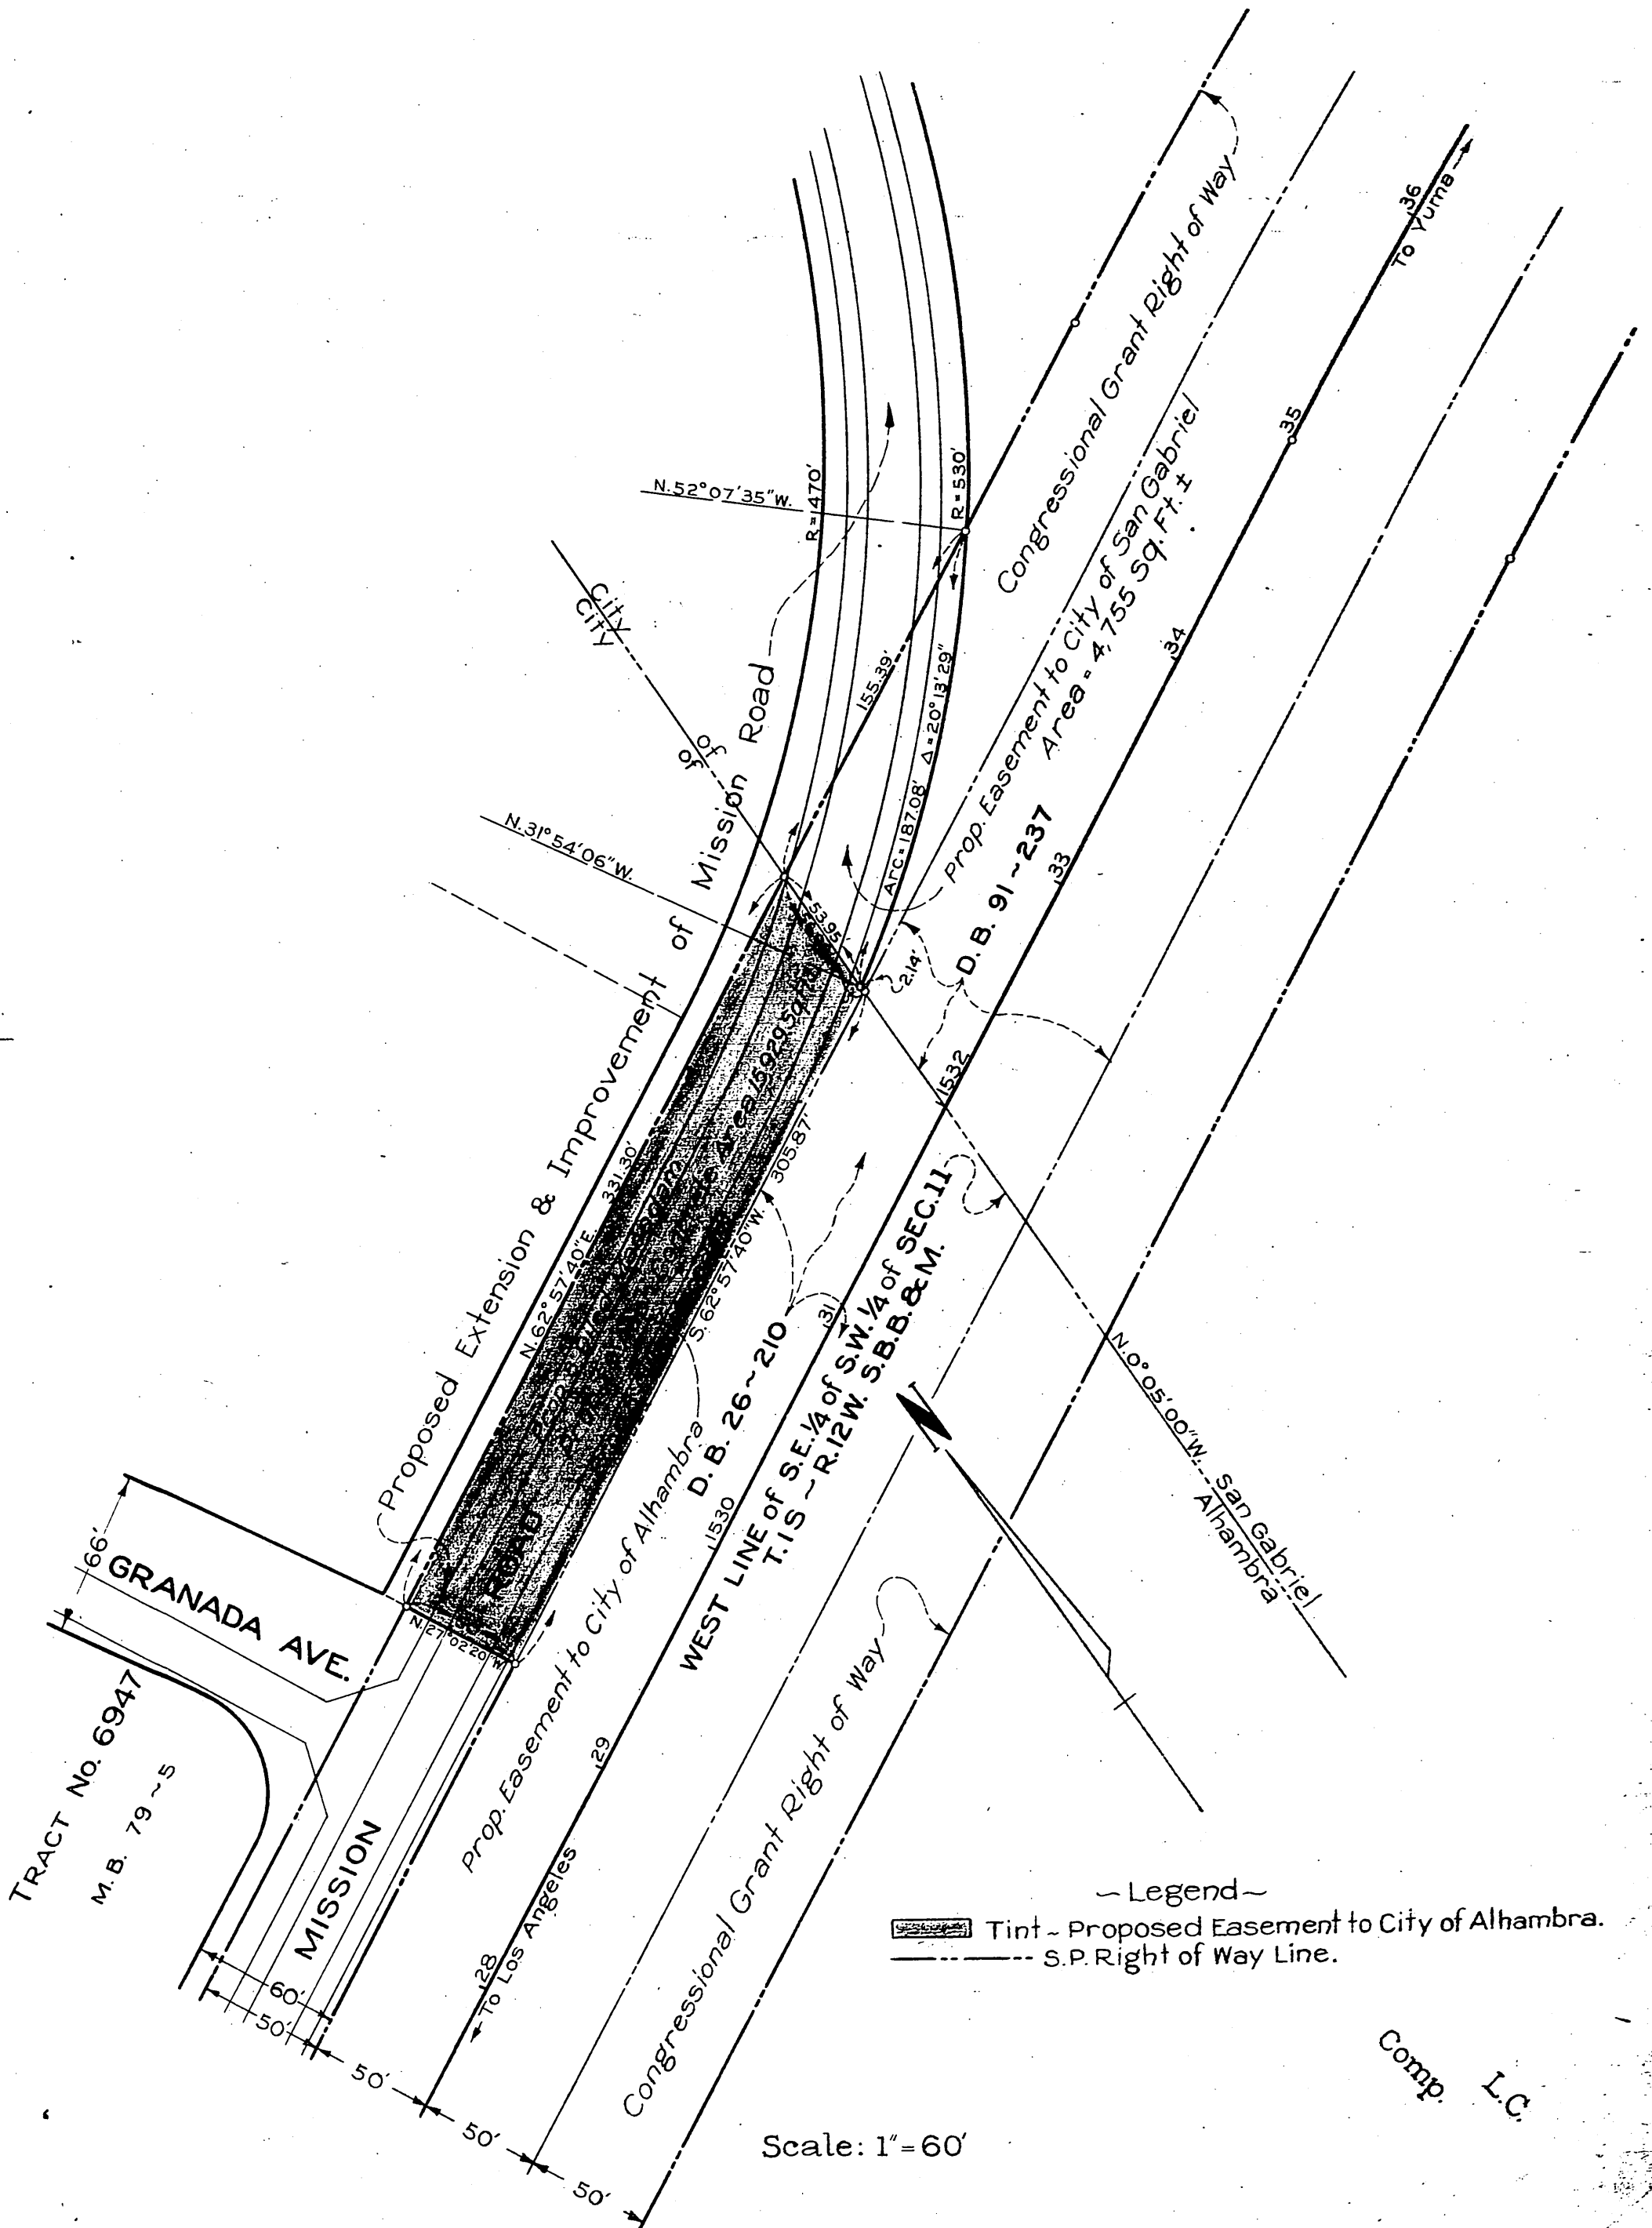 Congressional Grant Right of Way
36
To Yuma
R=1470'
R=530'
N.52°07'35"W.
35
Prop. Easement to City of San Gabriel
Area = 4,755 Sq. Ft. ±
City
City
of
of
155.39'
34
Arc=187.08' Δ=20°13'29"
N.31°54'06"W.
53.95'
2.14'
D. B. 91~237
33
Proposed Extension & Improvement of Mission Road
1532
331.30'
N.62°57'40"E.
Area 15929 Sq. Ft.
305.87'
S.62°57'40"W.
31
D. B. 26~210
WEST LINE of S.E.¼ of S.W.¼ of SEC.11
T.1S ~ R.12W. S.B.B.&M.
N.0°05'00"W.
San Gabriel
Alhambra
N
1530
Prop. Easement to City of Alhambra
66'
GRANADA AVE.
ROAD
N.27°02'20"W.
TRACT No. 6947
M.B. 79~5
MISSION
29
28
To Los Angeles
Congressional Grant Right of Way
60'
50'
50'
50'
50'
~Legend~
Tint~Proposed Easement to City of Alhambra.
S.P. Right of Way Line.
Scale: 1"=60'
Comp. L.C.